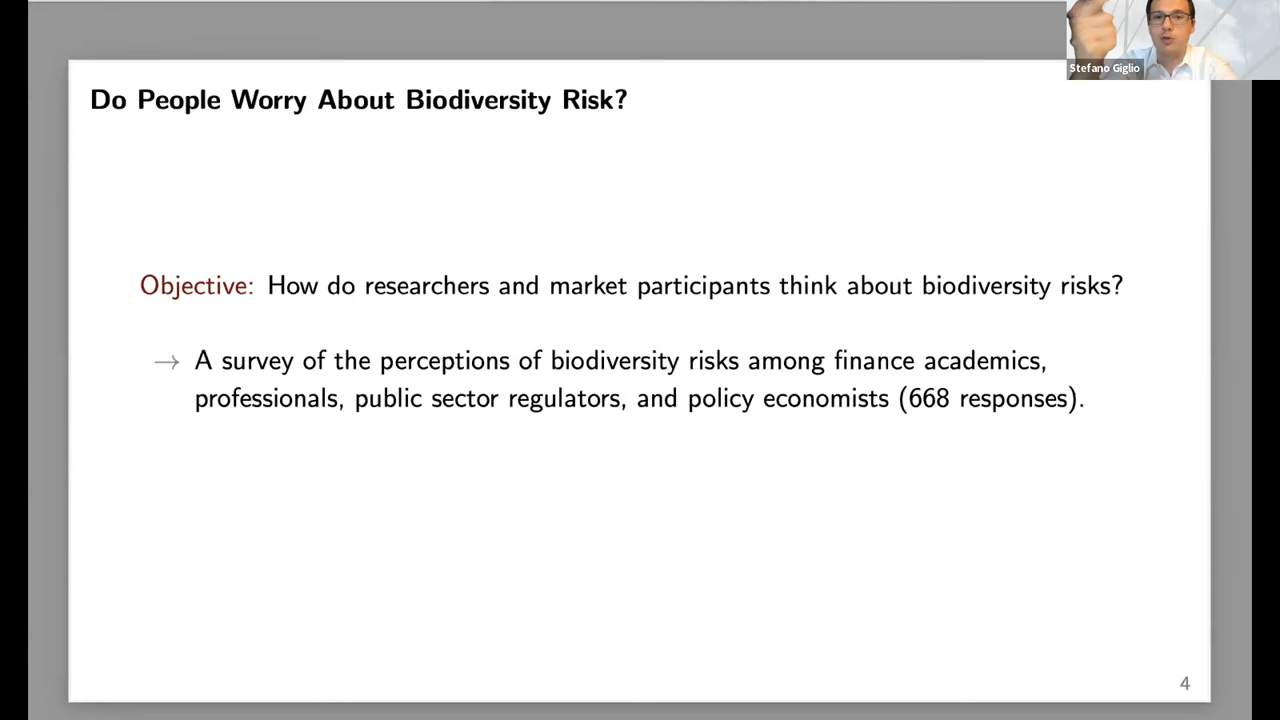 Stefano Giglio
Do People Worry About Biodiversity Risk?
Objective: How do researchers and market participants think about biodiversity risks?
→ A survey of the perceptions of biodiversity risks among finance academics,
professionals, public sector regulators, and policy economists (668 responses).
4